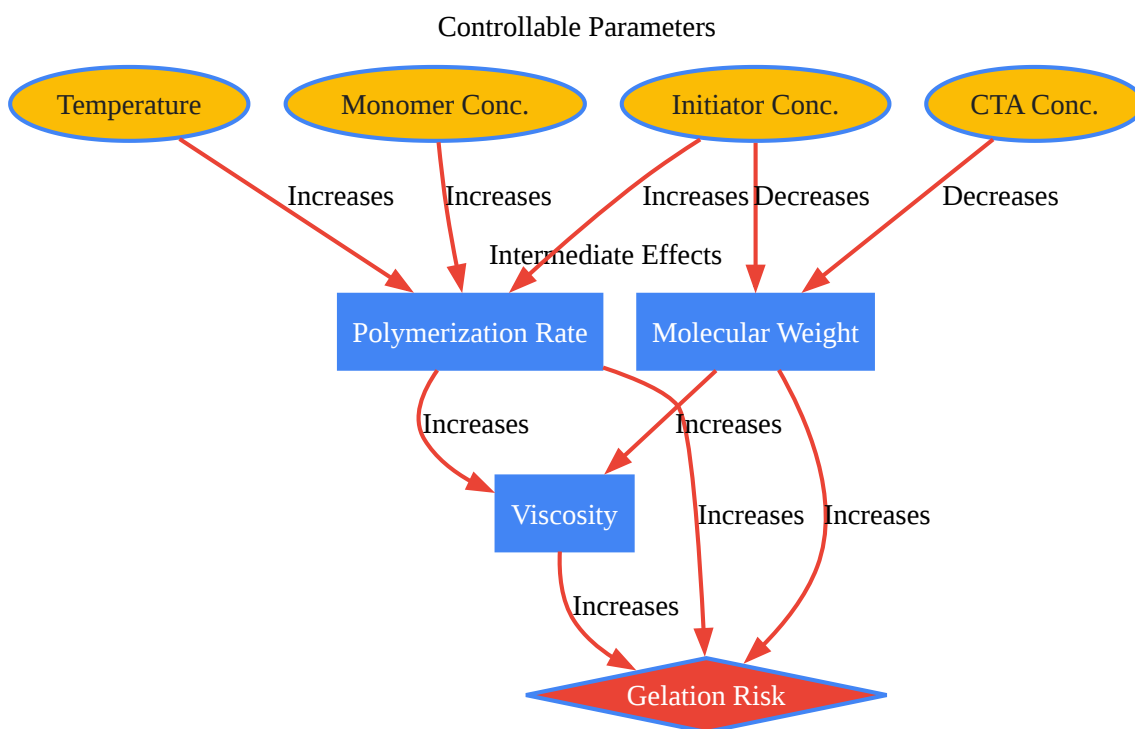 Controllable Parameters
Temperature
Monomer Conc.
Initiator Conc.
CTA Conc.
Increases
Increases
Increases
Decreases
Decreases
Intermediate Effects
Polymerization Rate
Molecular Weight
Increases
Increases
Viscosity
Increases
Increases
Increases
Gelation Risk